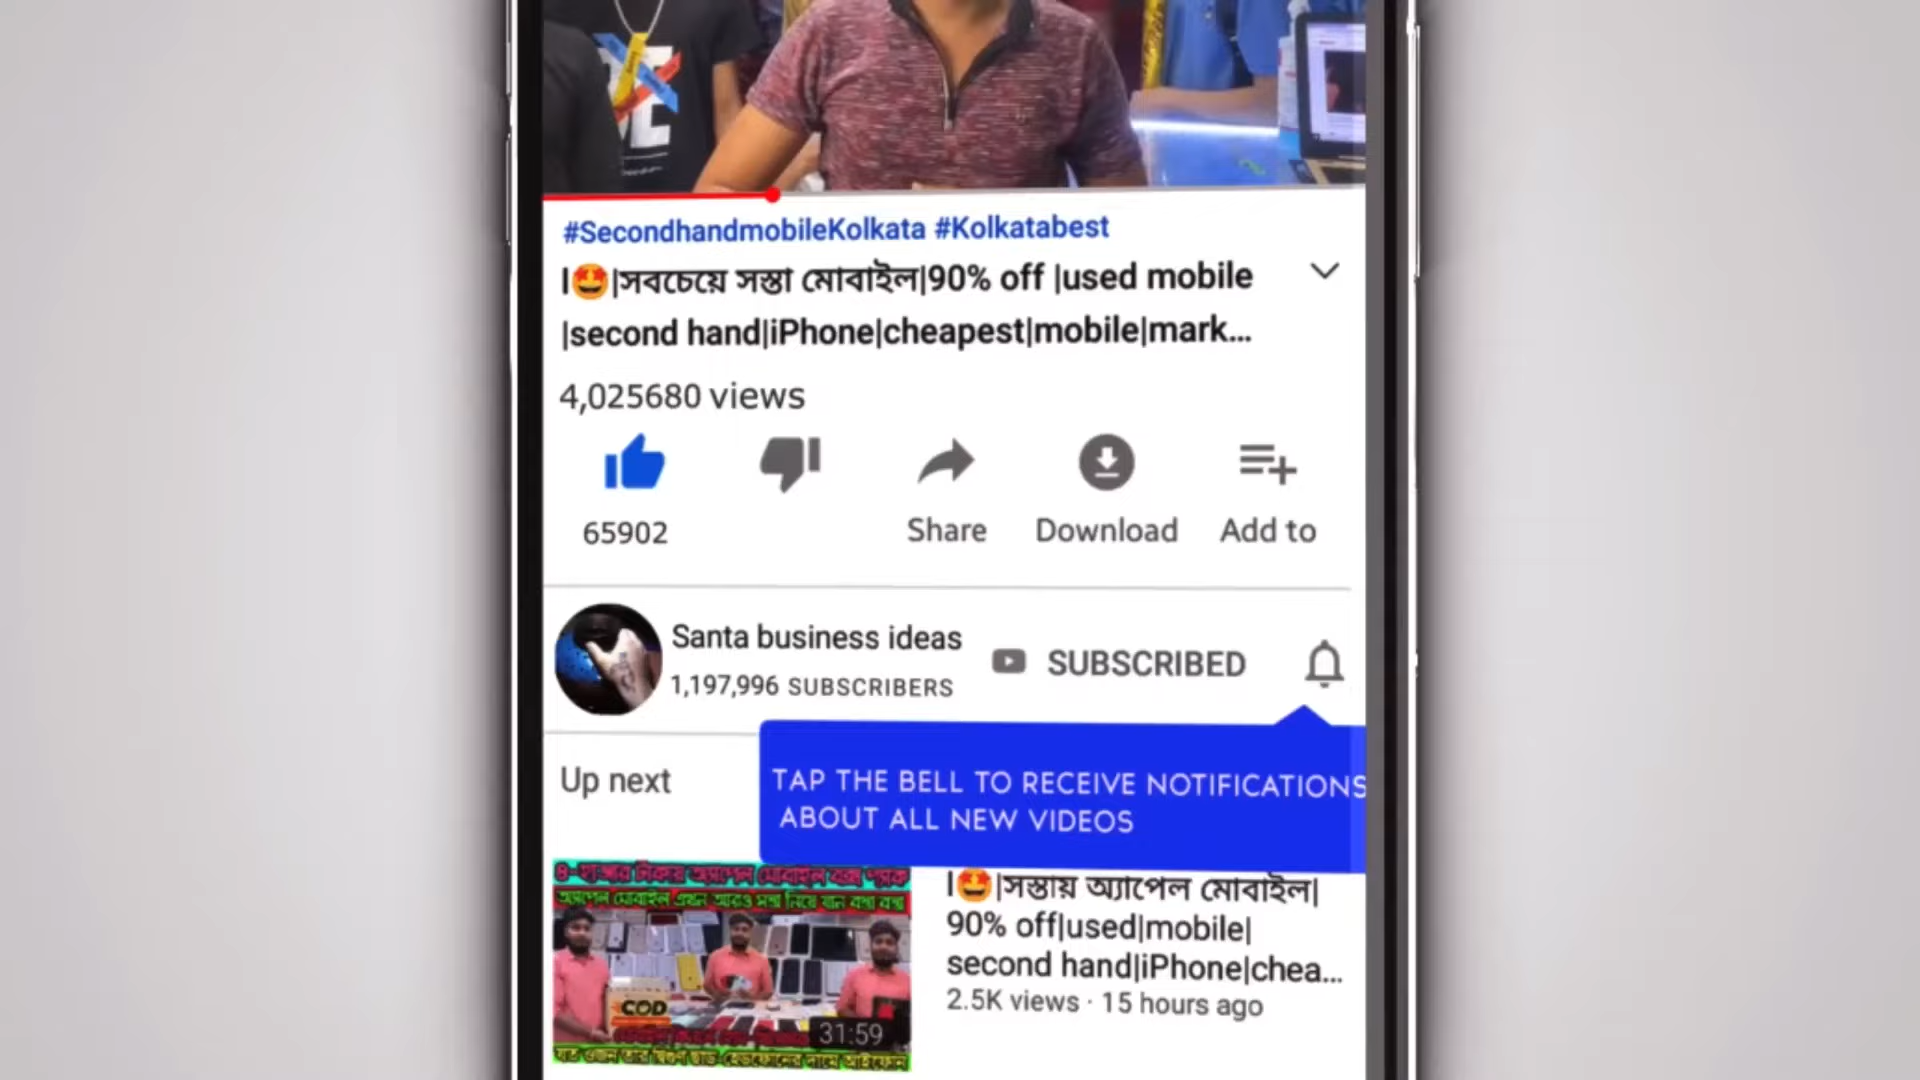 #SecondhandmobileKolkata #Kolkatabest
|🤩|সবচেয়ে সস্তা মোবাইল|90% off |used mobile
|second hand|iPhone|cheapest|mobile|mark...
4,025680 views
65902
Share
Download
Add to
Santa business ideas
SUBSCRIBED
1,197,996 SUBSCRIBERS
TAP THE BELL TO RECEIVE NOTIFICATIONS
ABOUT ALL NEW VIDEOS
Up next
|🤩|সস্তায় অ্যাপেল মোবাইল|
90% off|used|mobile|
second hand|iPhone|chea...
2.5K views · 15 hours ago
COD
31:59